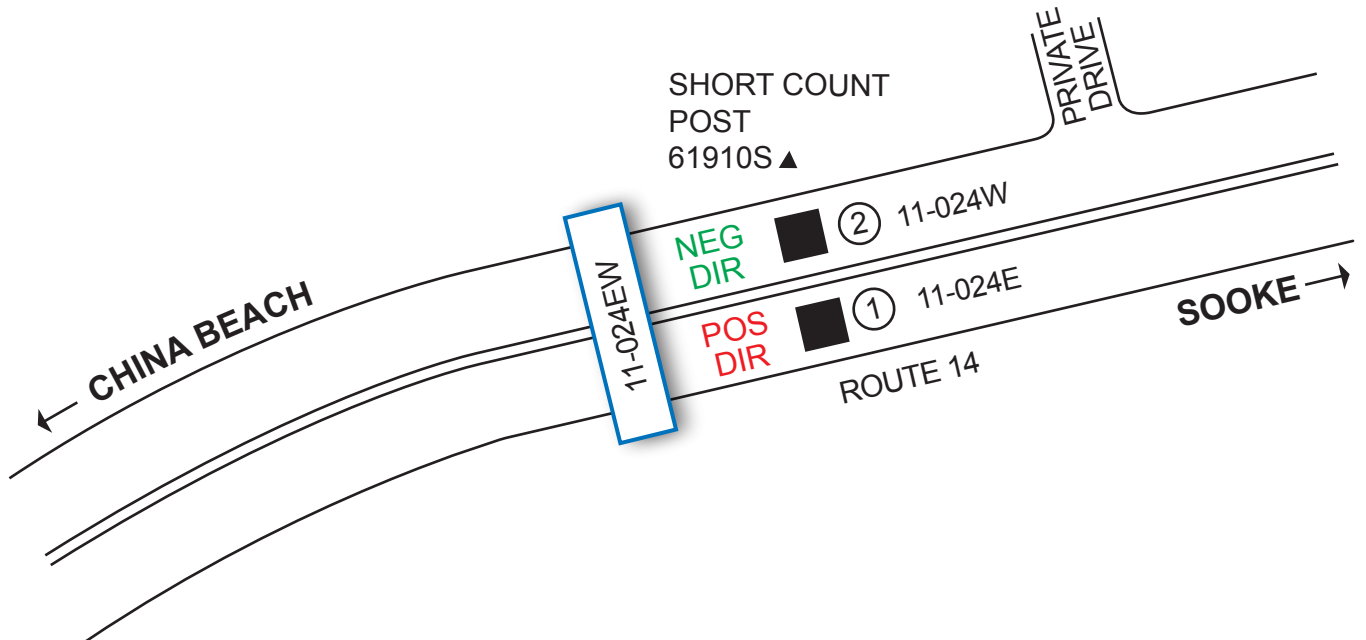 PRIVATE
DRIVE
SHORT COUNT
POST
61910S
NEG
DIR
2
11-024W
11-024EW
CHINA BEACH
POS
DIR
1
11-024E
SOOKE
ROUTE 14